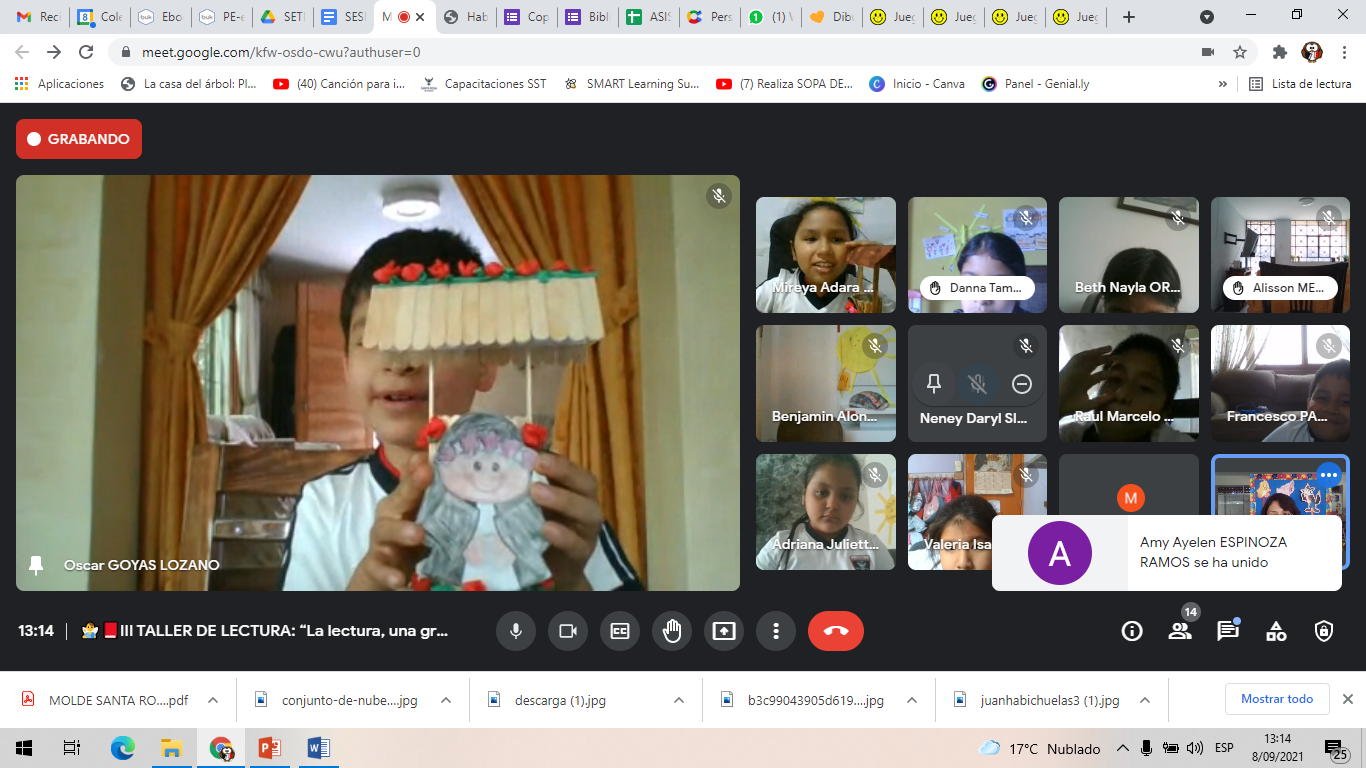 Reci
Cole
Ebo
PE-e
SETI
SESI
M
Hab
Cop
Bibl
ASIS
Pers
(1) W
Dibu
Jueg
Jueg
Jueg
Jueg
meet.google.com/kfw-osdo-cwu?authuser=0
Aplicaciones
La casa del árbol: Pl...
(40) Canción para i...
Capacitaciones SST
SMART Learning Su...
(7) Realiza SOPA DE...
Inicio - Canva
Panel - Genial.ly
»
Lista de lectura
GRABANDO
Mireya Adara ...
Danna Tam...
Beth Nayla OR...
Alisson ME...
Benjamin Alon...
Neney Daryl SI...
Raul Marcelo ...
Francesco PA...
Adriana Juliett...
Valeria Isa
M
Oscar GOYAS LOZANO
A
Amy Ayelen ESPINOZA
RAMOS se ha unido
13:14
III TALLER DE LECTURA: “La lectura, una gr...
14
MOLDE SANTA RO....pdf
conjunto-de-nube....jpg
descarga (1).jpg
b3c99043905d619....jpg
juanhabichuelas3 (1).jpg
Mostrar todo
17°C Nublado
ESP
13:14
8/09/2021
25